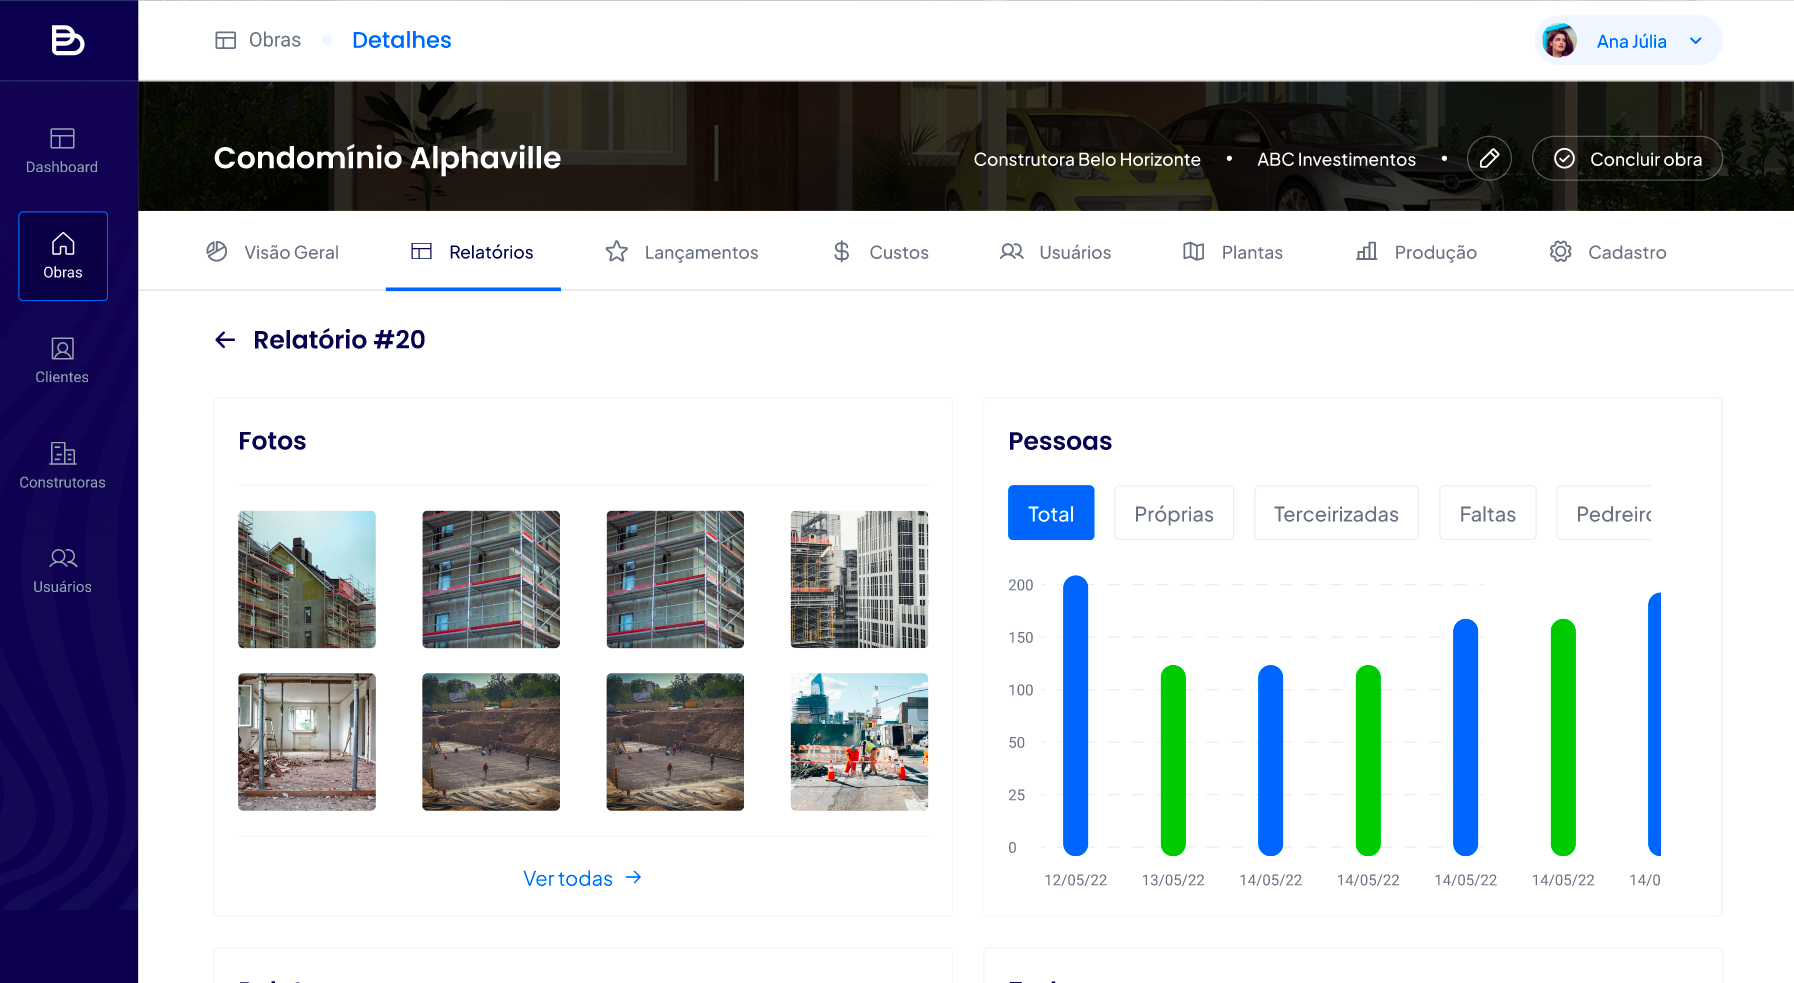 Obras
Detalhes
Ana Júlia
Dashboard
Obras
Clientes
Construtoras
Usuários
Condomínio Alphaville
Construtora Belo Horizonte • ABC Investimentos •
Concluir obra
Visão Geral
Relatórios
Lançamentos
Custos
Usuários
Plantas
Produção
Cadastro
Relatório #20
Fotos
Ver todas
Pessoas
Total
Próprias
Terceirizadas
Faltas
200
150
100
50
25
0
12/05/22
13/05/22
14/05/22
14/05/22
14/05/22
14/05/22
14/0